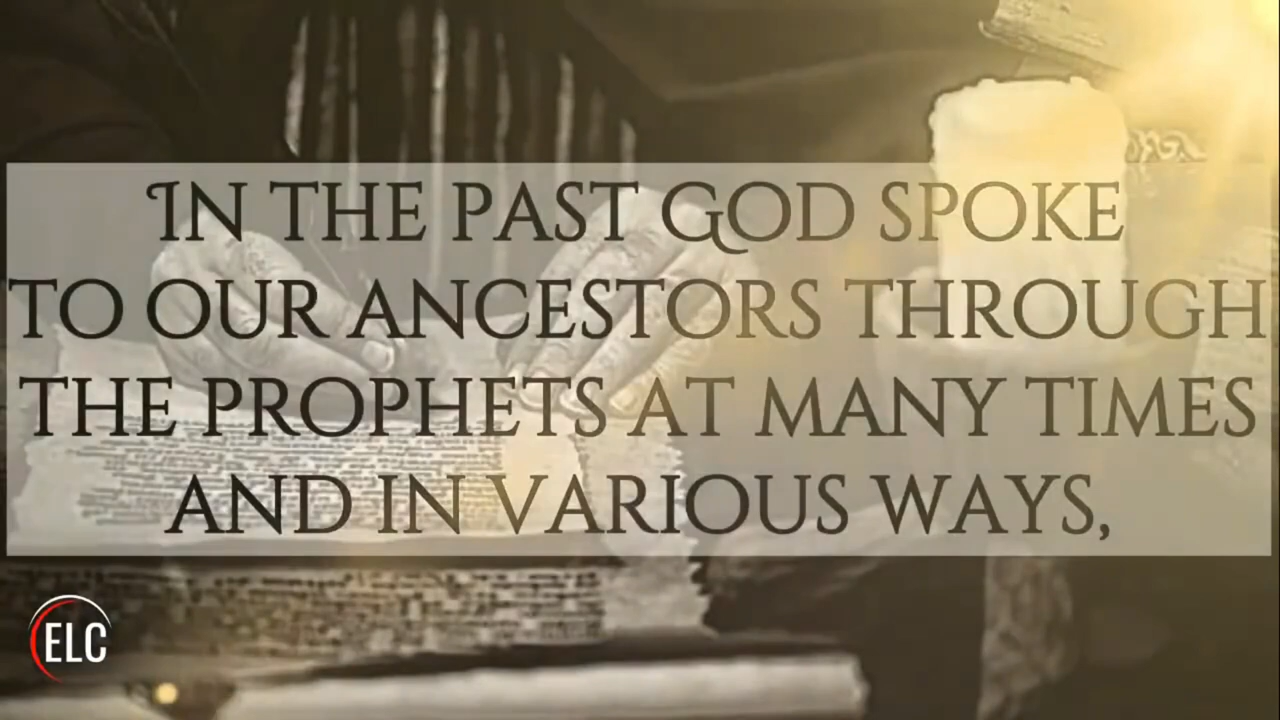 In the past God spoke
to our ancestors through
the prophets at many times
and in various ways,
ELC